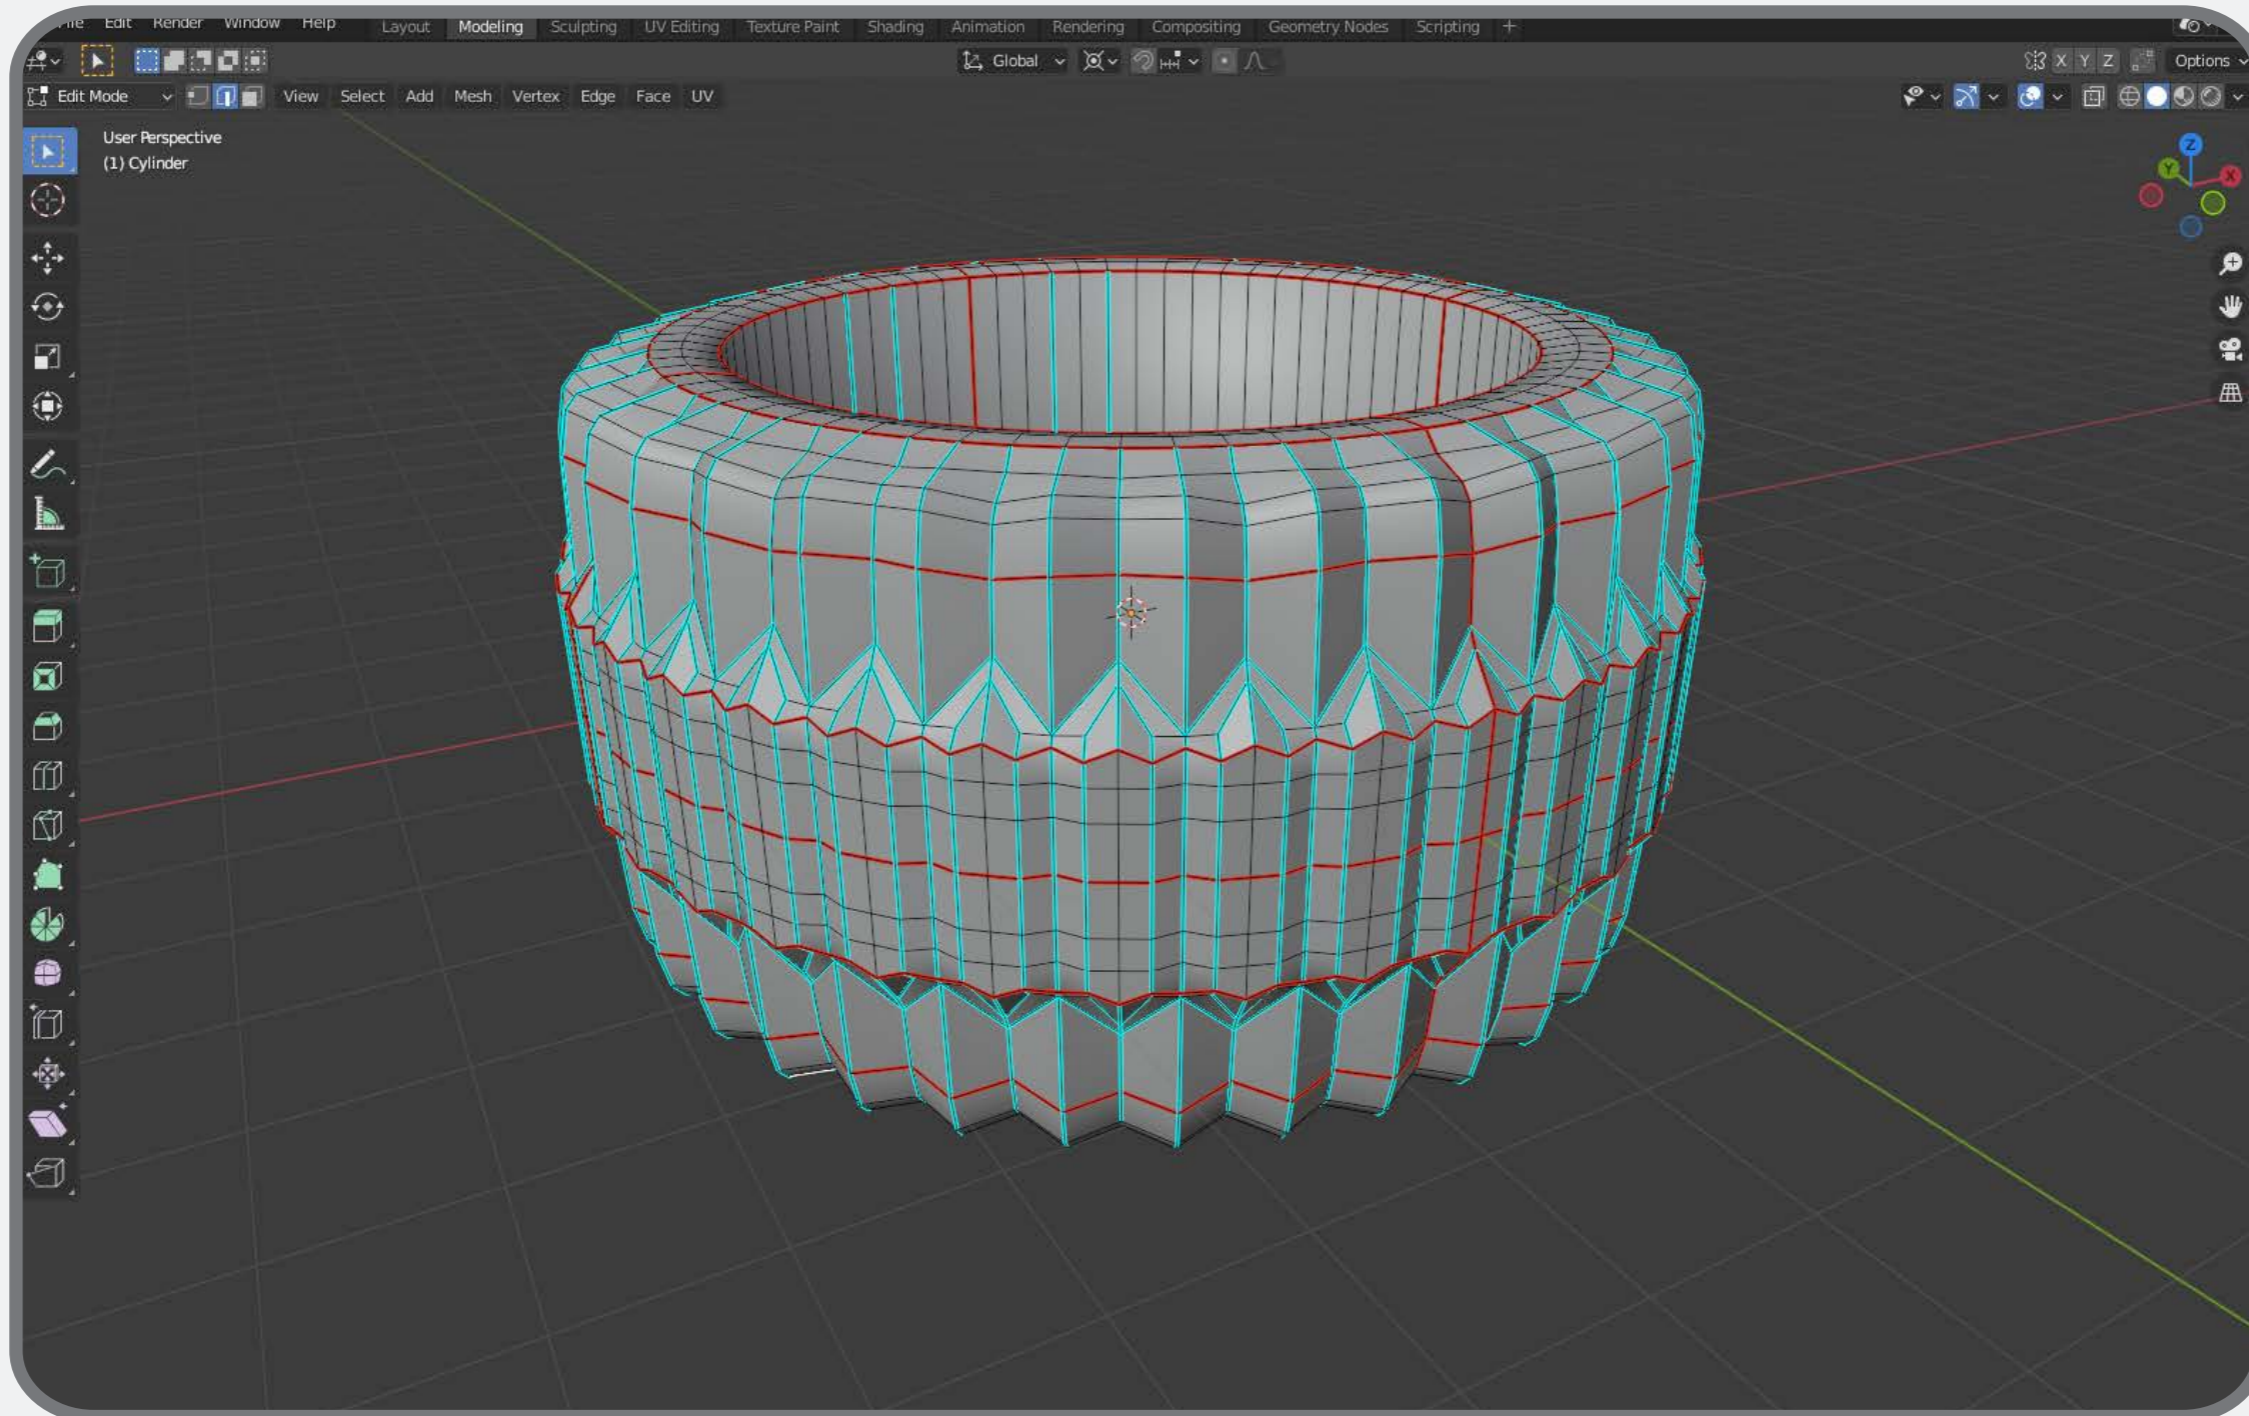 Edit Render Window Help
Layout Modeling Sculpting UV Editing Texture Paint Shading Animation Rendering Compositing Geometry Nodes Scripting +
Global X Y Z Options
Edit Mode View Select Add Mesh Vertex Edge Face UV
User Perspective
(1) Cylinder
Z
Y
X